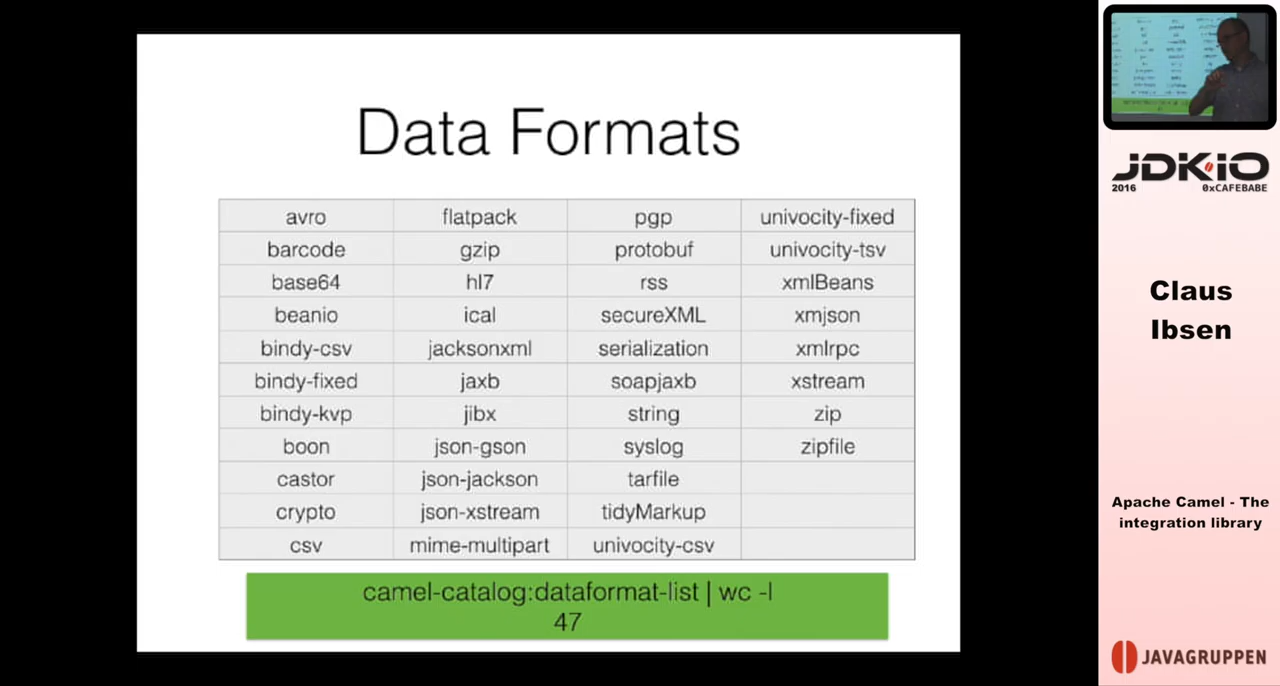 Data Formats
avro flatpack pgp univocity-fixed
barcode gzip protobuf univocity-tsv
base64 hl7 rss xmlBeans
beanio ical secureXML xmjson
bindy-csv jacksonxml serialization xmlrpc
bindy-fixed jaxb soapjaxb xstream
bindy-kvp jibx string zip
boon json-gson syslog zipfile
castor json-jackson tarfile
crypto json-xstream tidyMarkup
csv mime-multipart univocity-csv
camel-catalog:dataformat-list | wc -l
47
JDK.IO
2016 0xCAFEBABE
Claus
Ibsen
Apache Camel - The
integration library
JAVAGRUPPEN